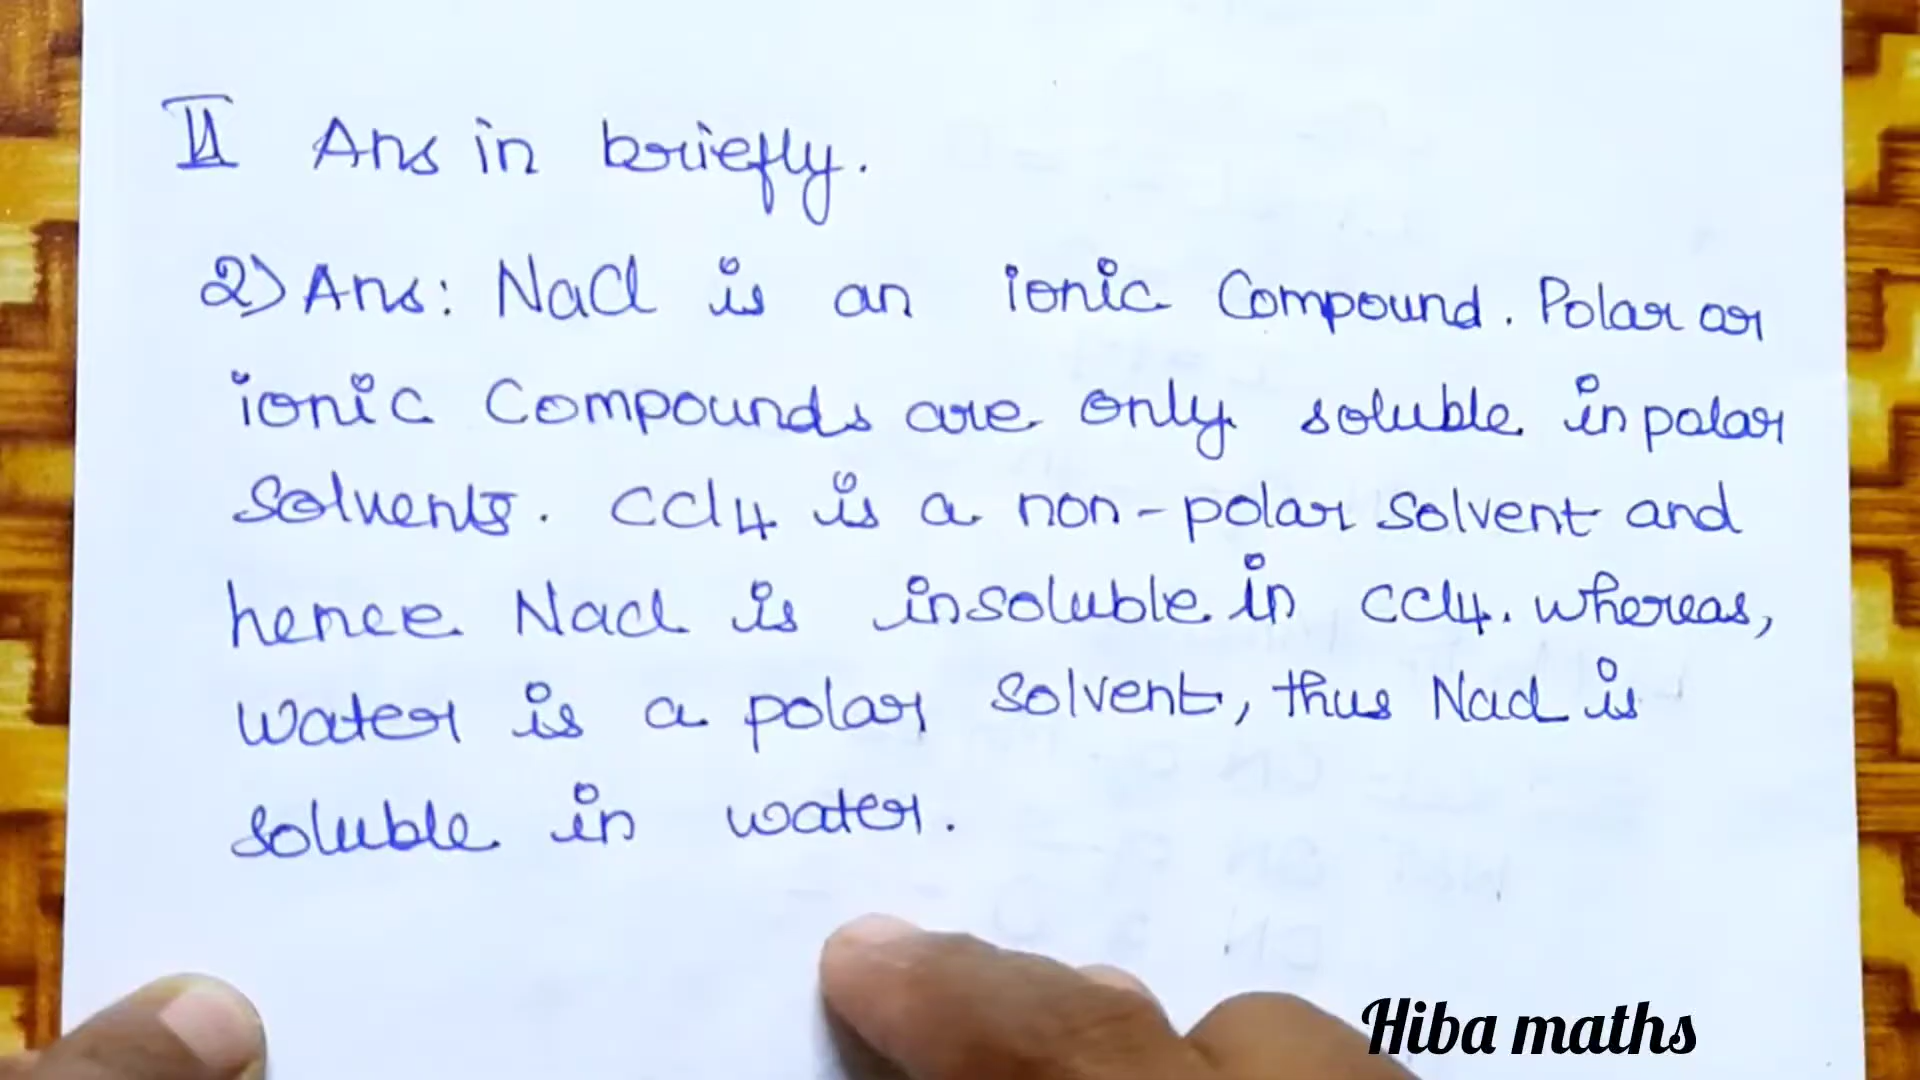 VI Ans in briefly.
2) Ans: NaCl is an ionic Compound. Polar or
ionic Compounds are only soluble in polar
Solvents. CCl4 is a non-polar solvent and
hence Nacl is insoluble in CCl4. whereas,
water is a polar solvent, thus Nacl is
soluble in water.
Hiba maths